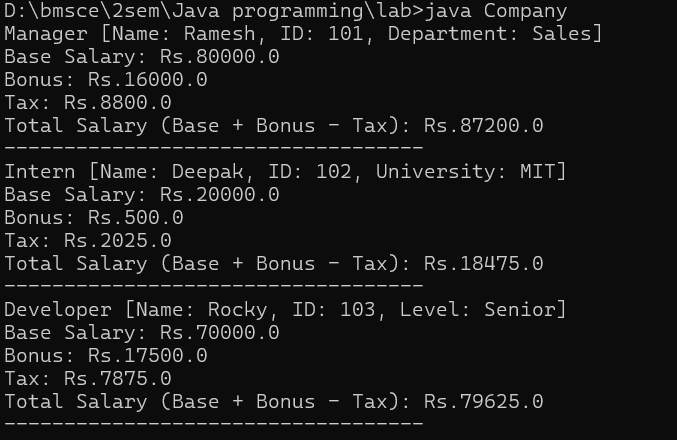 D:\bmsce\2sem\Java programming\lab>java Company
Manager [Name: Ramesh, ID: 101, Department: Sales]
Base Salary: Rs.80000.0
Bonus: Rs.16000.0
Tax: Rs.8800.0
Total Salary (Base + Bonus - Tax): Rs.87200.0
-----------------------------------
Intern [Name: Deepak, ID: 102, University: MIT]
Base Salary: Rs.20000.0
Bonus: Rs.500.0
Tax: Rs.2025.0
Total Salary (Base + Bonus - Tax): Rs.18475.0
-----------------------------------
Developer [Name: Rocky, ID: 103, Level: Senior]
Base Salary: Rs.70000.0
Bonus: Rs.17500.0
Tax: Rs.7875.0
Total Salary (Base + Bonus - Tax): Rs.79625.0
-----------------------------------